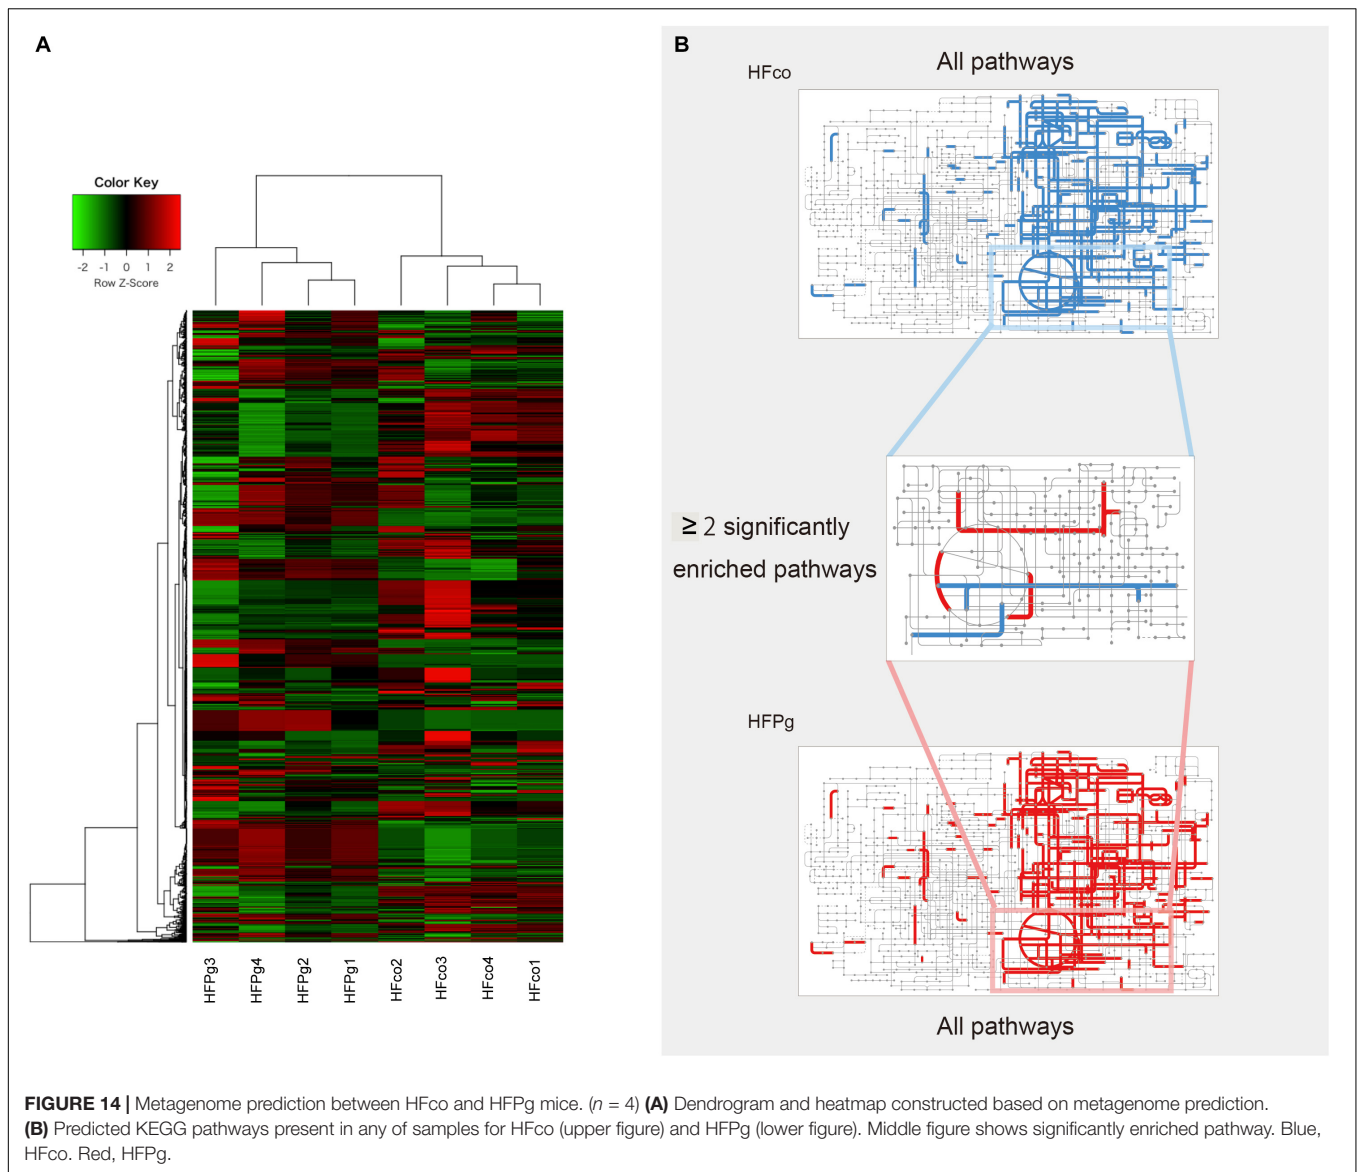 A
B
All pathways
HFco
Color Key
-2 -1 0 1 2
Row Z-Score
≥ 2 significantly
enriched pathways
HFPg
HFPg3 HFPg4 HFPg2 HFPg1 HFco2 HFco3 HFco4 HFco1
All pathways
FIGURE 14 | Metagenome prediction between HFco and HFPg mice. (n = 4) (A) Dendrogram and heatmap constructed based on metagenome prediction.
(B) Predicted KEGG pathways present in any of samples for HFco (upper figure) and HFPg (lower figure). Middle figure shows significantly enriched pathway. Blue,
HFco. Red, HFPg.